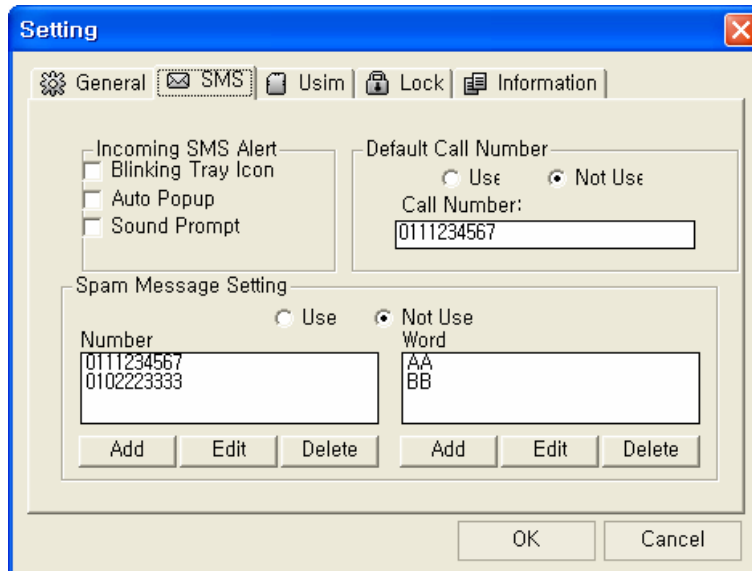 Setting
General SMS Usim Lock Information
Incoming SMS Alert
Blinking Tray Icon
Auto Popup
Sound Prompt
Default Call Number
Use Not Use
Call Number:
0111234567
Spam Message Setting
Use Not Use
Number
0111234567
0102223333
Add Edit Delete
Word
AA
BB
Add Edit Delete
OK Cancel